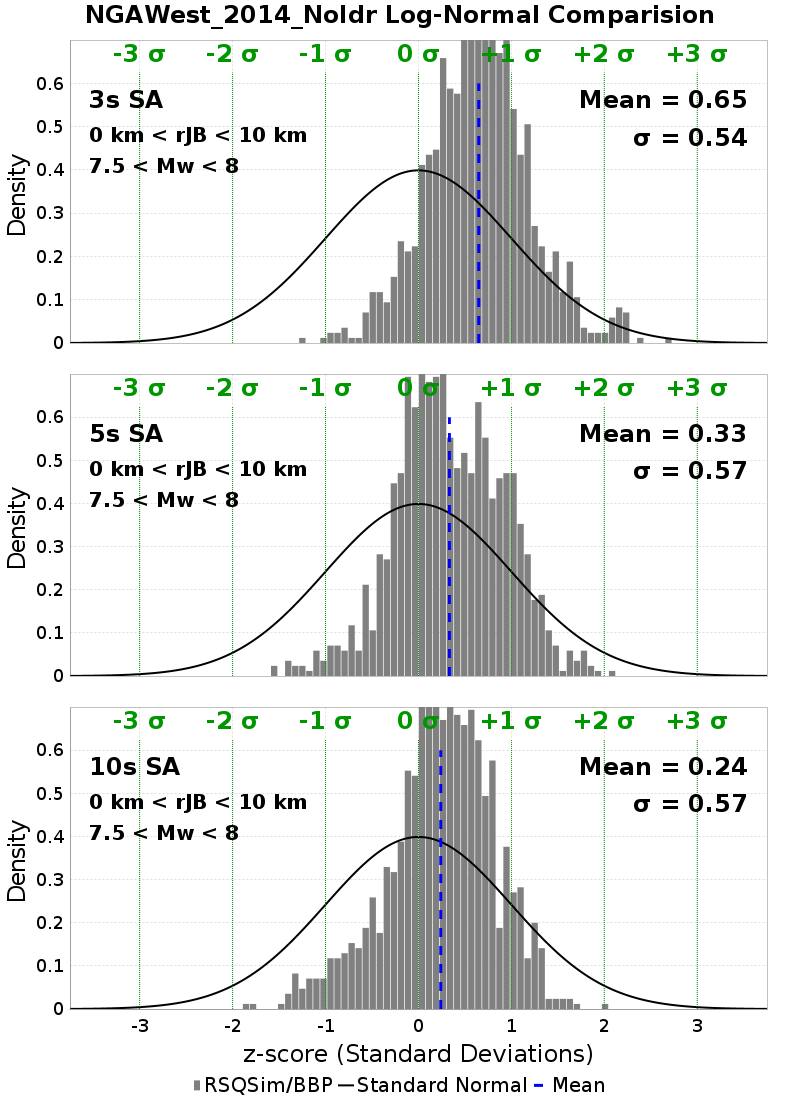 NGAWest_2014_NoIdr Log-Normal Comparision
-3 σ -2 σ -1 σ 0 σ +1 σ +2 σ +3 σ
0.6
3s SA
Mean = 0.65
0.5
0 km < rJB < 10 km
σ = 0.54
7.5 < Mw < 8
0.4
0.3
0.2
0.1
0
Density
-3 σ -2 σ -1 σ 0 σ +1 σ +2 σ +3 σ
0.6
5s SA
Mean = 0.33
0.5
0 km < rJB < 10 km
σ = 0.57
7.5 < Mw < 8
0.4
0.3
0.2
0.1
0
Density
-3 σ -2 σ -1 σ 0 σ +1 σ +2 σ +3 σ
0.6
10s SA
Mean = 0.24
0.5
0 km < rJB < 10 km
σ = 0.57
7.5 < Mw < 8
0.4
0.3
0.2
0.1
0
Density
-3 -2 -1 0 1 2 3
z-score (Standard Deviations)
RSQSim/BBP Standard Normal Mean